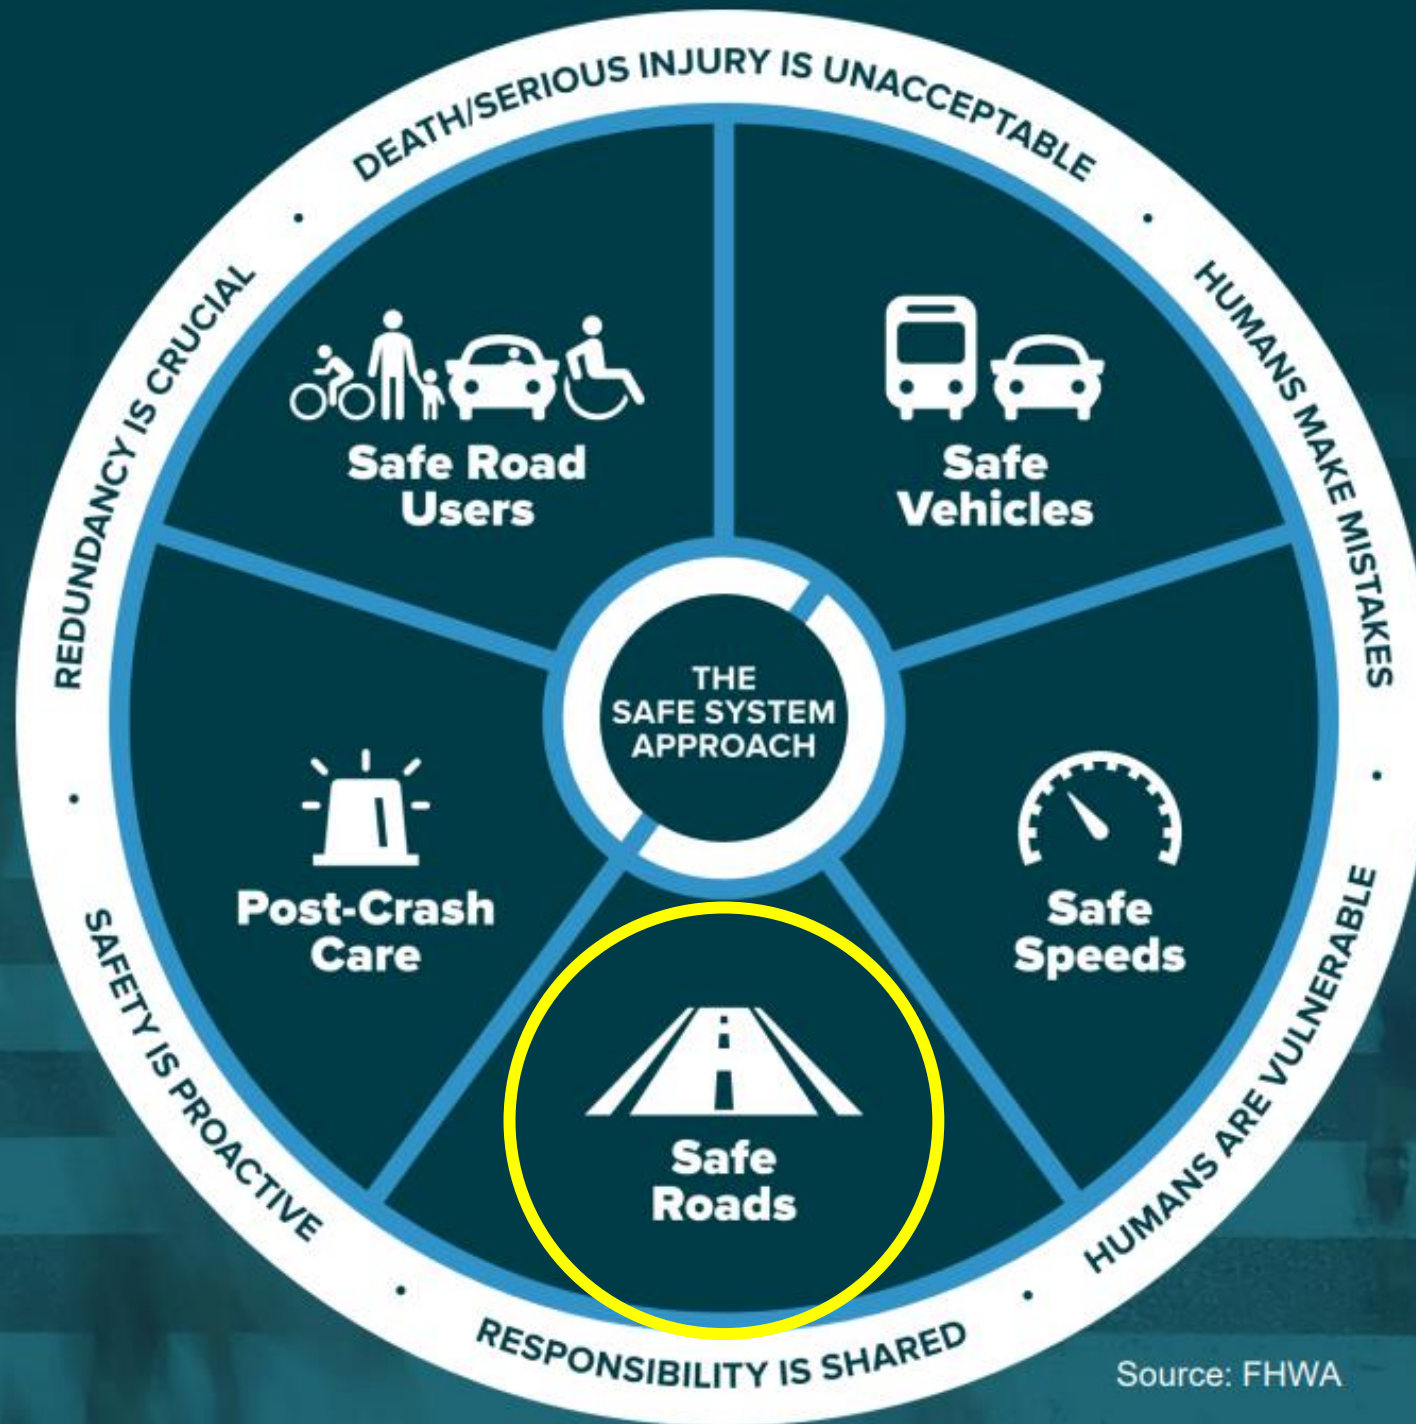 DEATH/SERIOUS INJURY IS UNACCEPTABLE
HUMANS MAKE MISTAKES
HUMANS ARE VULNERABLE
RESPONSIBILITY IS SHARED
SAFETY IS PROACTIVE
REDUNDANCY IS CRUCIAL
Safe Road
Users
Safe
Vehicles
THE
SAFE SYSTEM
APPROACH
Post-Crash
Care
Safe
Speeds
Safe
Roads
Source: FHWA